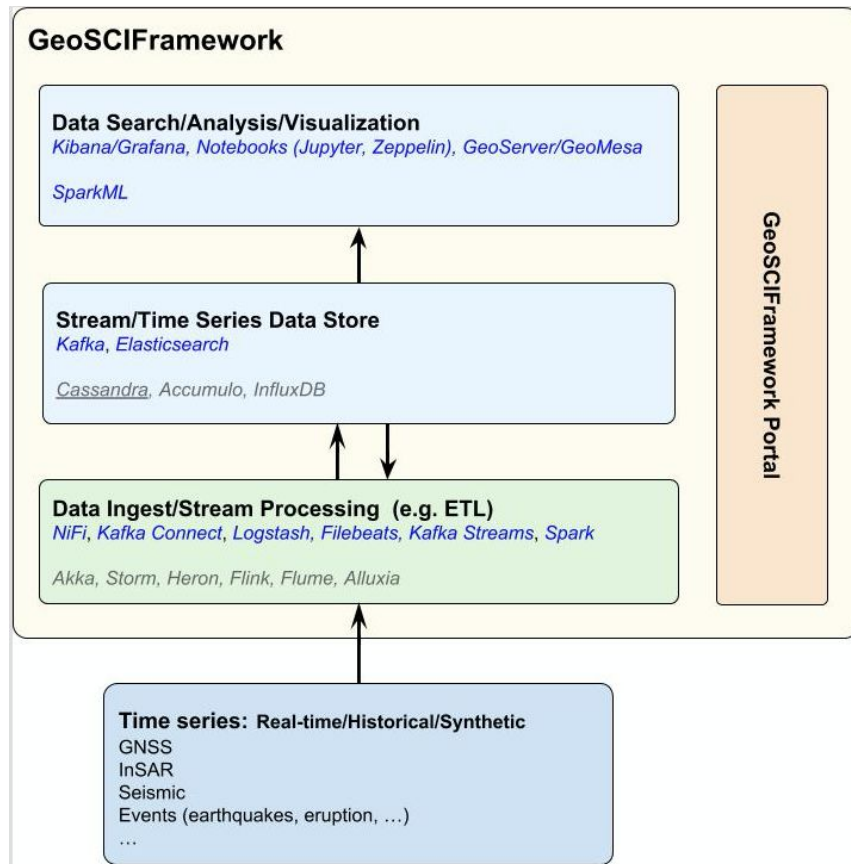 GeoSCIFramework
Data Search/Analysis/Visualization
Kibana/Grafana, Notebooks (Jupyter, Zeppelin), GeoServer/GeoMesa
SparkML
Stream/Time Series Data Store
Kafka, Elasticsearch
Cassandra, Accumulo, InfluxDB
Data Ingest/Stream Processing (e.g. ETL)
NiFi, Kafka Connect, Logstash, Filebeats, Kafka Streams, Spark
Akka, Storm, Heron, Flink, Flume, Alluxia
GeoSCIFramework Portal
Time series: Real-time/Historical/Synthetic
GNSS
InSAR
Seismic
Events (earthquakes, eruption, …)
…